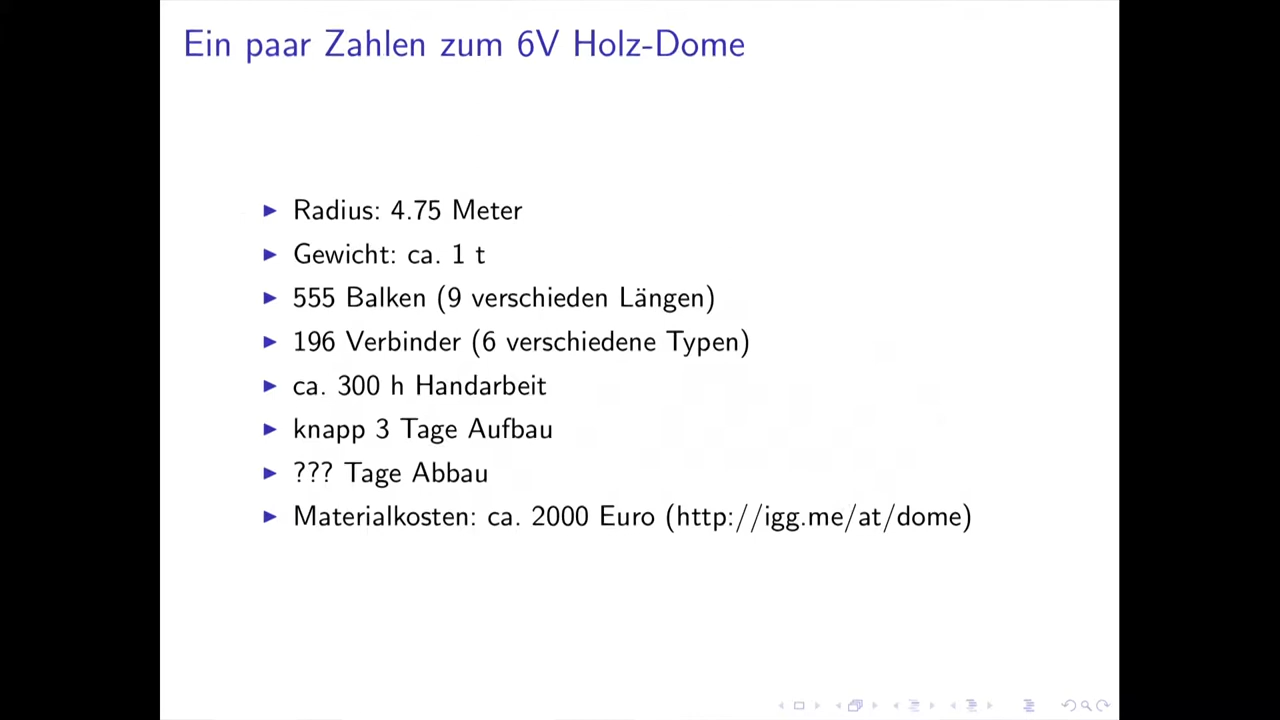 Ein paar Zahlen zum 6V Holz-Dome
Radius: 4.75 Meter
Gewicht: ca. 1 t
555 Balken (9 verschieden Längen)
196 Verbinder (6 verschiedene Typen)
ca. 300 h Handarbeit
knapp 3 Tage Aufbau
??? Tage Abbau
Materialkosten: ca. 2000 Euro (http://igg.me/at/dome)